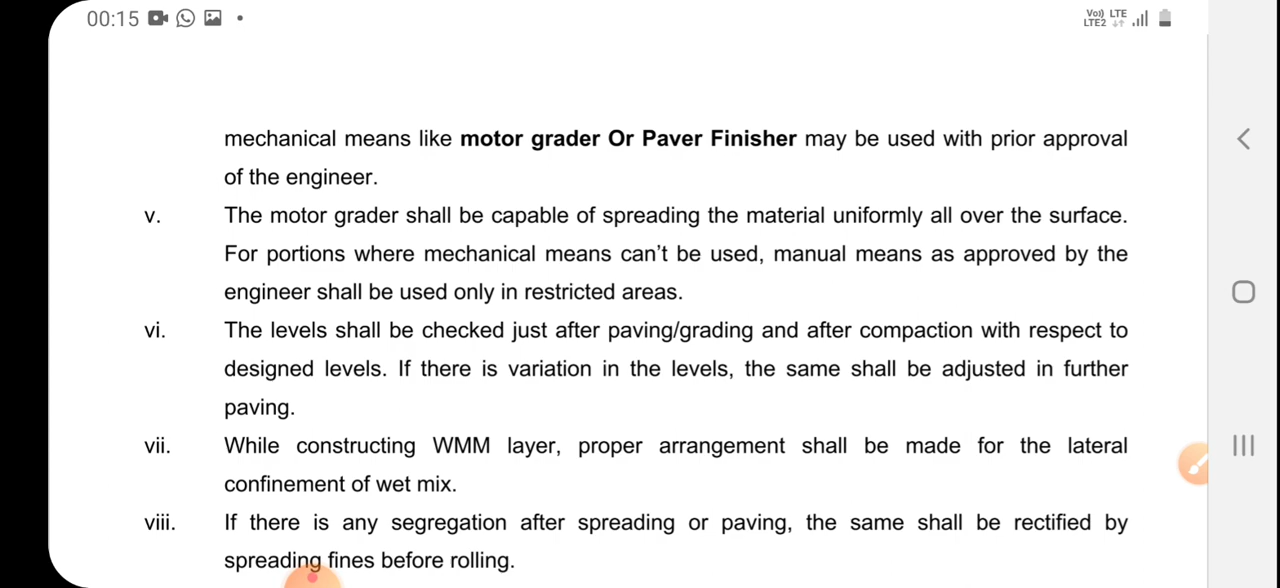 00:15
Vo)) LTE
LTE2
mechanical means like motor grader Or Paver Finisher may be used with prior approval
of the engineer.
v. The motor grader shall be capable of spreading the material uniformly all over the surface.
For portions where mechanical means can’t be used, manual means as approved by the
engineer shall be used only in restricted areas.
vi. The levels shall be checked just after paving/grading and after compaction with respect to
designed levels. If there is variation in the levels, the same shall be adjusted in further
paving.
vii. While constructing WMM layer, proper arrangement shall be made for the lateral
confinement of wet mix.
viii. If there is any segregation after spreading or paving, the same shall be rectified by
spreading fines before rolling.